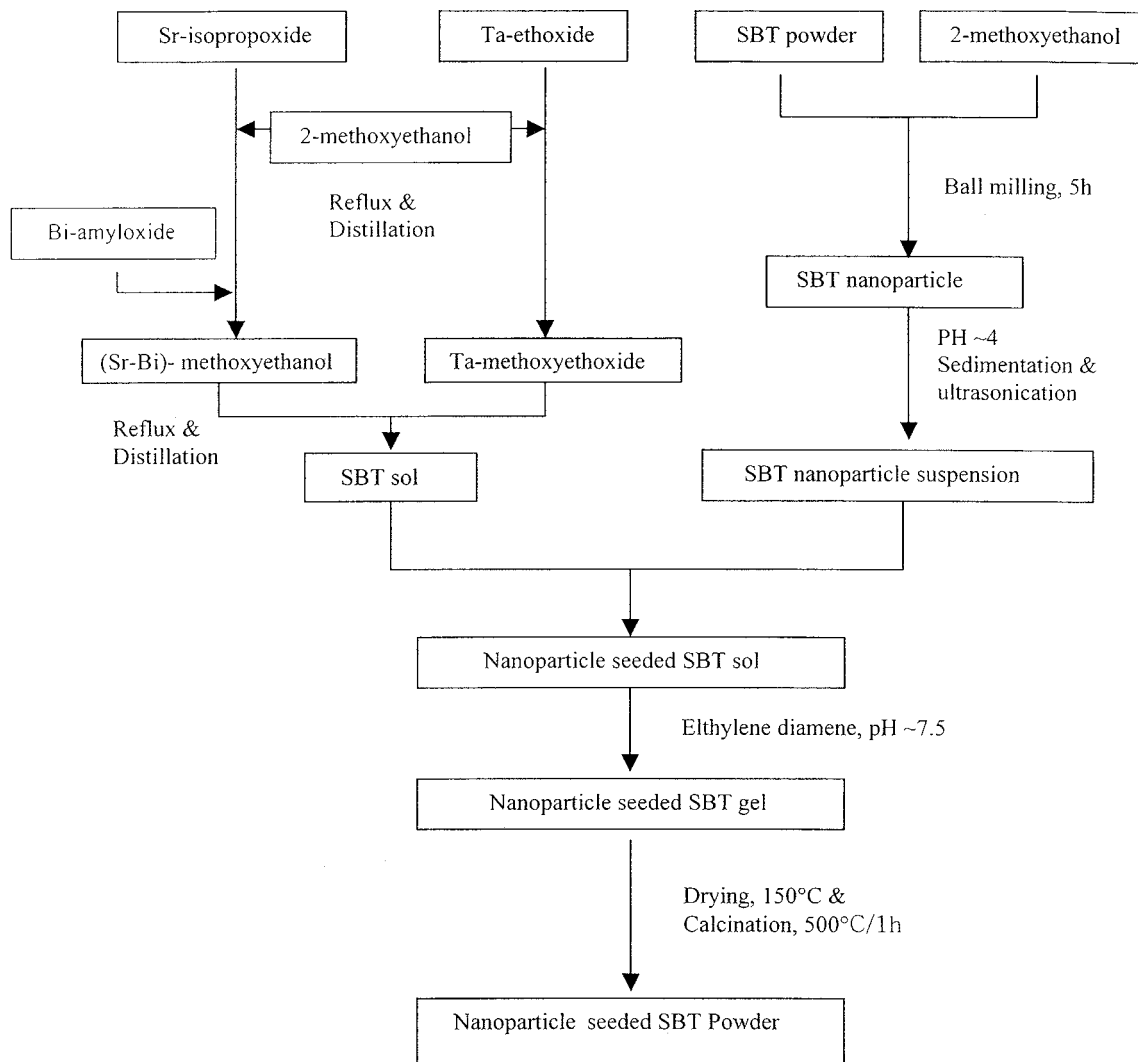 Sr-isopropoxide
Ta-ethoxide
SBT powder
2-methoxyethanol
2-methoxyethanol
Ball milling, 5h
Reflux &
Distillation
Bi-amyloxide
SBT nanoparticle
(Sr-Bi)- methoxyethanol
Ta-methoxyethoxide
PH ~4
Sedimentation &
ultrasonication
Reflux &
Distillation
SBT sol
SBT nanoparticle suspension
Nanoparticle seeded SBT sol
Elthylene diamene, pH ~7.5
Nanoparticle seeded SBT gel
Drying, 150°C &
Calcination, 500°C/1h
Nanoparticle seeded SBT Powder